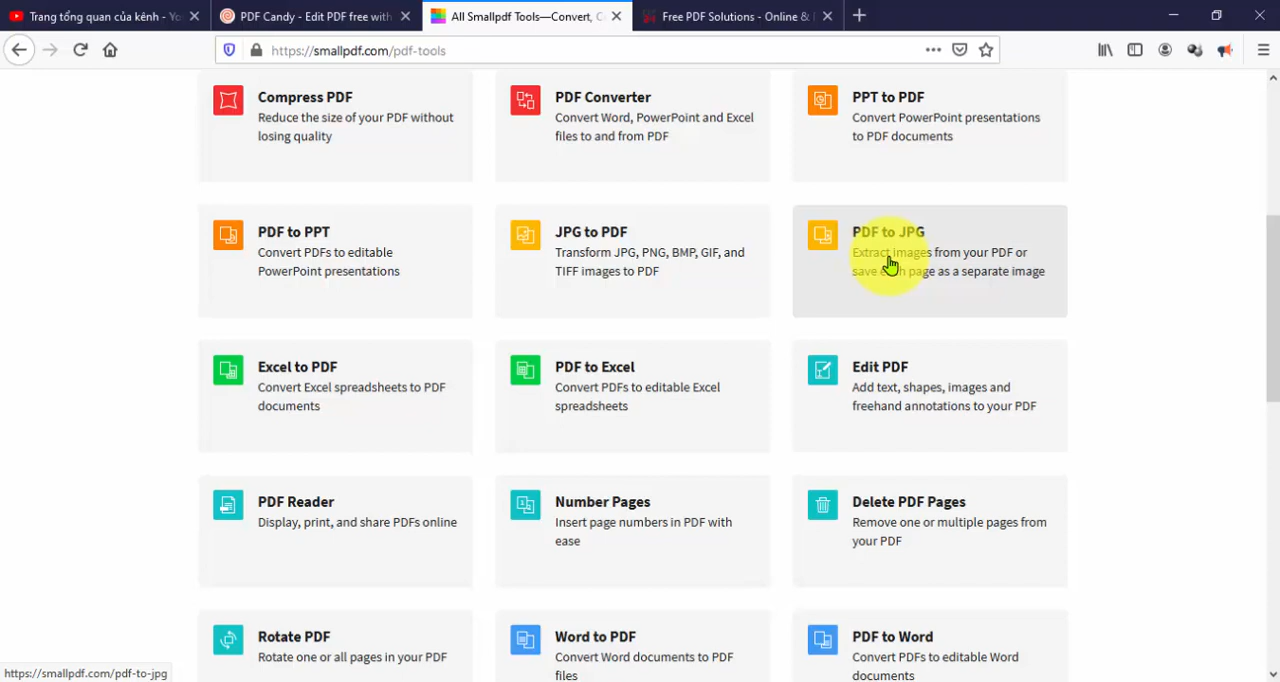 Trang tổng quan của kênh - Yo
PDF Candy - Edit PDF free with
All Smallpdf Tools—Convert, C
Free PDF Solutions - Online &
https://smallpdf.com/pdf-tools
Compress PDF
Reduce the size of your PDF without
losing quality
PDF Converter
Convert Word, PowerPoint and Excel
files to and from PDF
PPT to PDF
Convert PowerPoint presentations
to PDF documents
PDF to PPT
Convert PDFs to editable
PowerPoint presentations
JPG to PDF
Transform JPG, PNG, BMP, GIF, and
TIFF images to PDF
PDF to JPG
Extract images from your PDF or
save each page as a separate image
Excel to PDF
Convert Excel spreadsheets to PDF
documents
PDF to Excel
Convert PDFs to editable Excel
spreadsheets
Edit PDF
Add text, shapes, images and
freehand annotations to your PDF
PDF Reader
Display, print, and share PDFs online
Number Pages
Insert page numbers in PDF with
ease
Delete PDF Pages
Remove one or multiple pages from
your PDF
Rotate PDF
Rotate one or all pages in your PDF
Word to PDF
Convert Word documents to PDF
files
PDF to Word
Convert PDFs to editable Word
documents
https://smallpdf.com/pdf-to-jpg